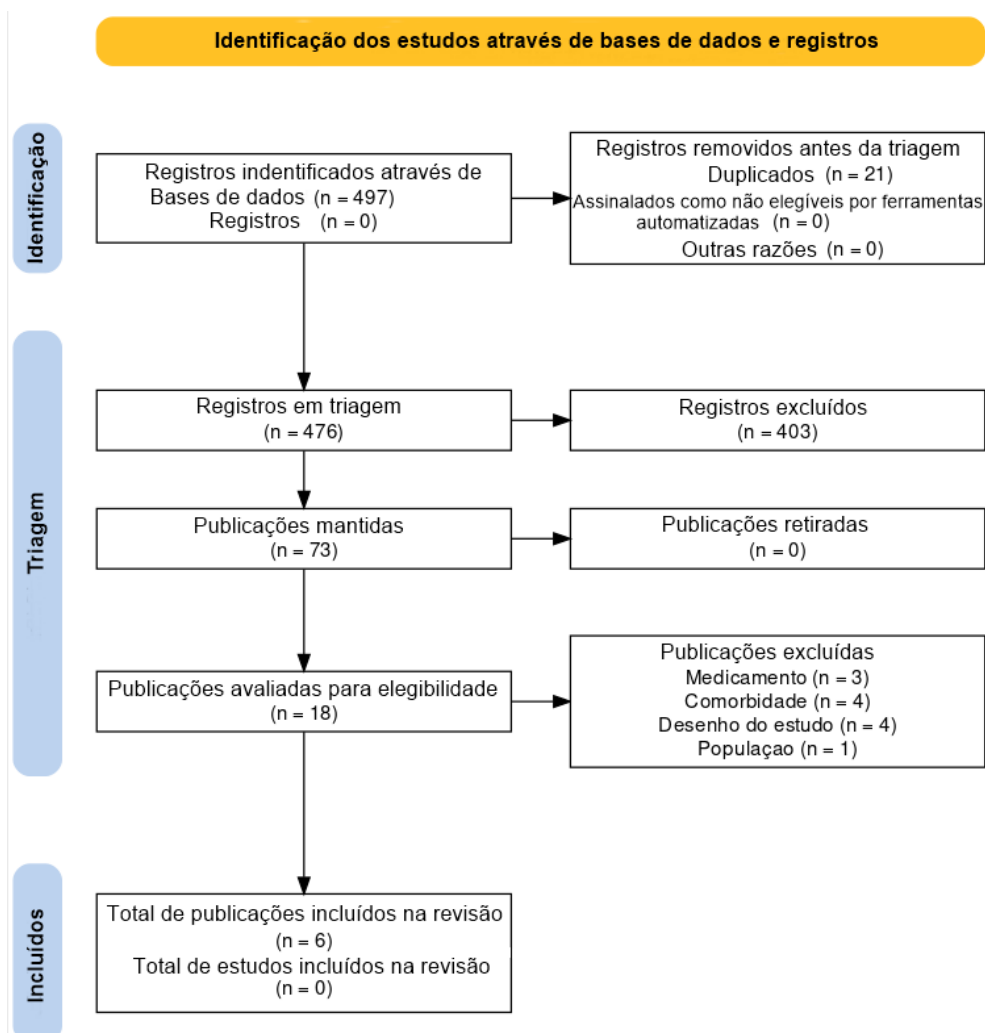 Identificação dos estudos através de bases de dados e registros
Identificação
Registros indentificados através de
Bases de dados (n = 497)
Registros (n = 0)
Registros removidos antes da triagem
Duplicados (n = 21)
Assinalados como não elegíveis por ferramentas
automatizadas (n = 0)
Outras razões (n = 0)
Triagem
Registros em triagem
(n = 476)
Registros excluídos
(n = 403)
Publicações mantidas
(n = 73)
Publicações retiradas
(n = 0)
Publicações avaliadas para elegibilidade
(n = 18)
Publicações excluídas
Medicamento (n = 3)
Comorbidade (n = 4)
Desenho do estudo (n = 4)
Populaçao (n = 1)
Incluídos
Total de publicações incluídos na revisão
(n = 6)
Total de estudos incluídos na revisão
(n = 0)